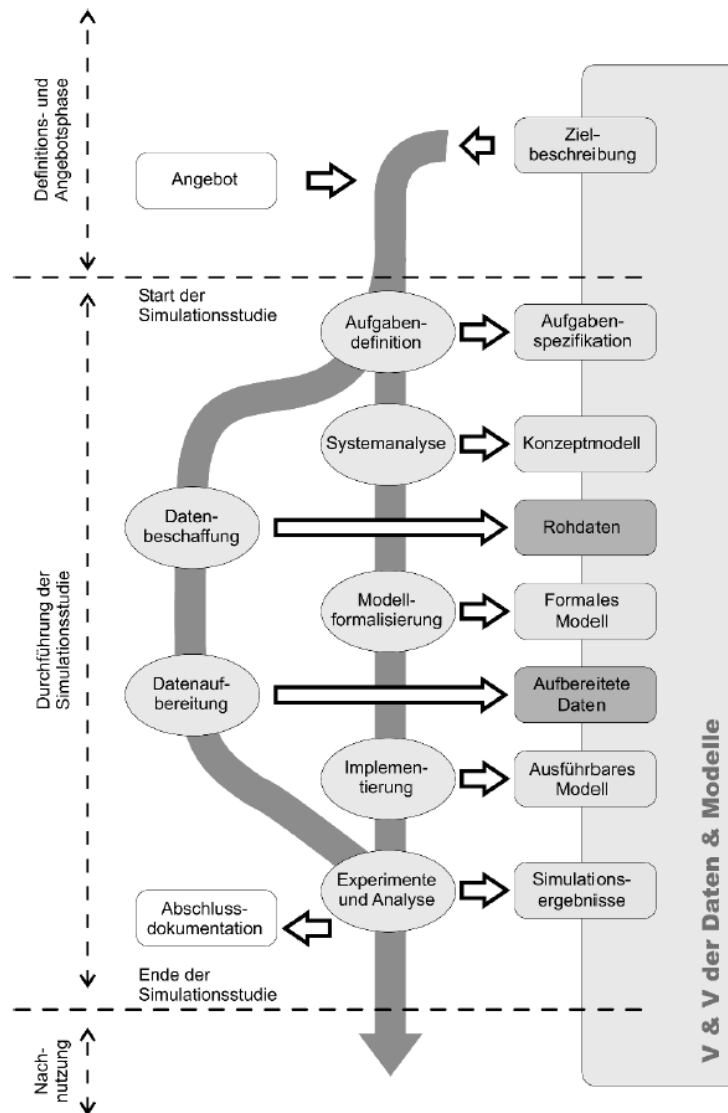 Definitions- und
Angebotsphase
Angebot
Ziel-
beschreibung
Start der
Simulationsstudie
Aufgaben-
definition
Aufgaben-
spezifikation
Systemanalyse
Konzeptmodell
Daten-
beschaffung
Rohdaten
Durchführung der
Simulationsstudie
Modell-
formalisierung
Formales
Modell
Datenauf-
bereitung
Aufbereitete
Daten
Implemen-
tierung
Ausführbares
Modell
Experimente
und Analyse
Simulations-
ergebnisse
Abschluss-
dokumentation
Ende der
Simulationsstudie
Nach-
nutzung
V & V der Daten & Modelle